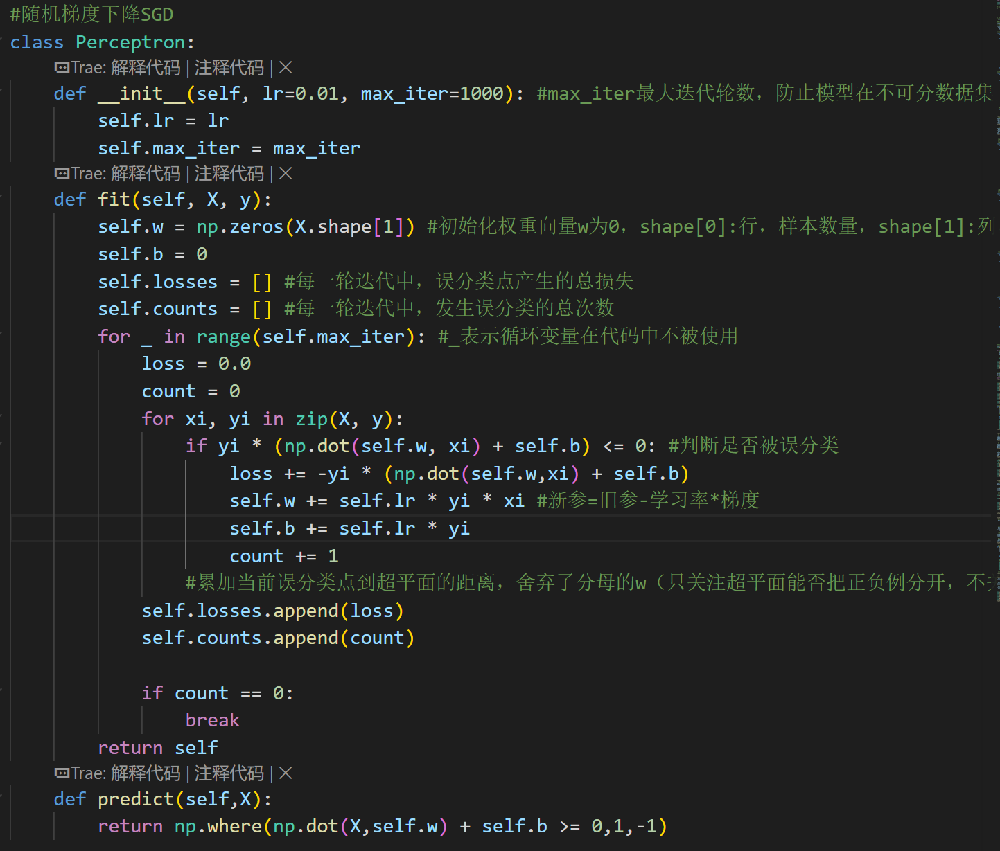 #随机梯度下降SGD
class Perceptron:
Trae: 解释代码 | 注释代码 | ×
def __init__(self, lr=0.01, max_iter=1000): #max_iter最大迭代轮数，防止模型在不可分数据集
self.lr = lr
self.max_iter = max_iter
Trae: 解释代码 | 注释代码 | ×
def fit(self, X, y):
self.w = np.zeros(X.shape[1]) #初始化权重向量w为0，shape[0]:行，样本数量，shape[1]:列
self.b = 0
self.losses = [] #每一轮迭代中，误分类点产生的总损失
self.counts = [] #每一轮迭代中，发生误分类的总次数
for _ in range(self.max_iter): #_表示循环变量在代码中不被使用
loss = 0.0
count = 0
for xi, yi in zip(X, y):
if yi * (np.dot(self.w, xi) + self.b) <= 0: #判断是否被误分类
loss += -yi * (np.dot(self.w,xi) + self.b)
self.w += self.lr * yi * xi #新参=旧参-学习率*梯度
self.b += self.lr * yi
count += 1
#累加当前误分类点到超平面的距离，舍弃了分母的w（只关注超平面能否把正负例分开，不
self.losses.append(loss)
self.counts.append(count)
if count == 0:
break
return self
Trae: 解释代码 | 注释代码 | ×
def predict(self,X):
return np.where(np.dot(X,self.w) + self.b >= 0,1,-1)